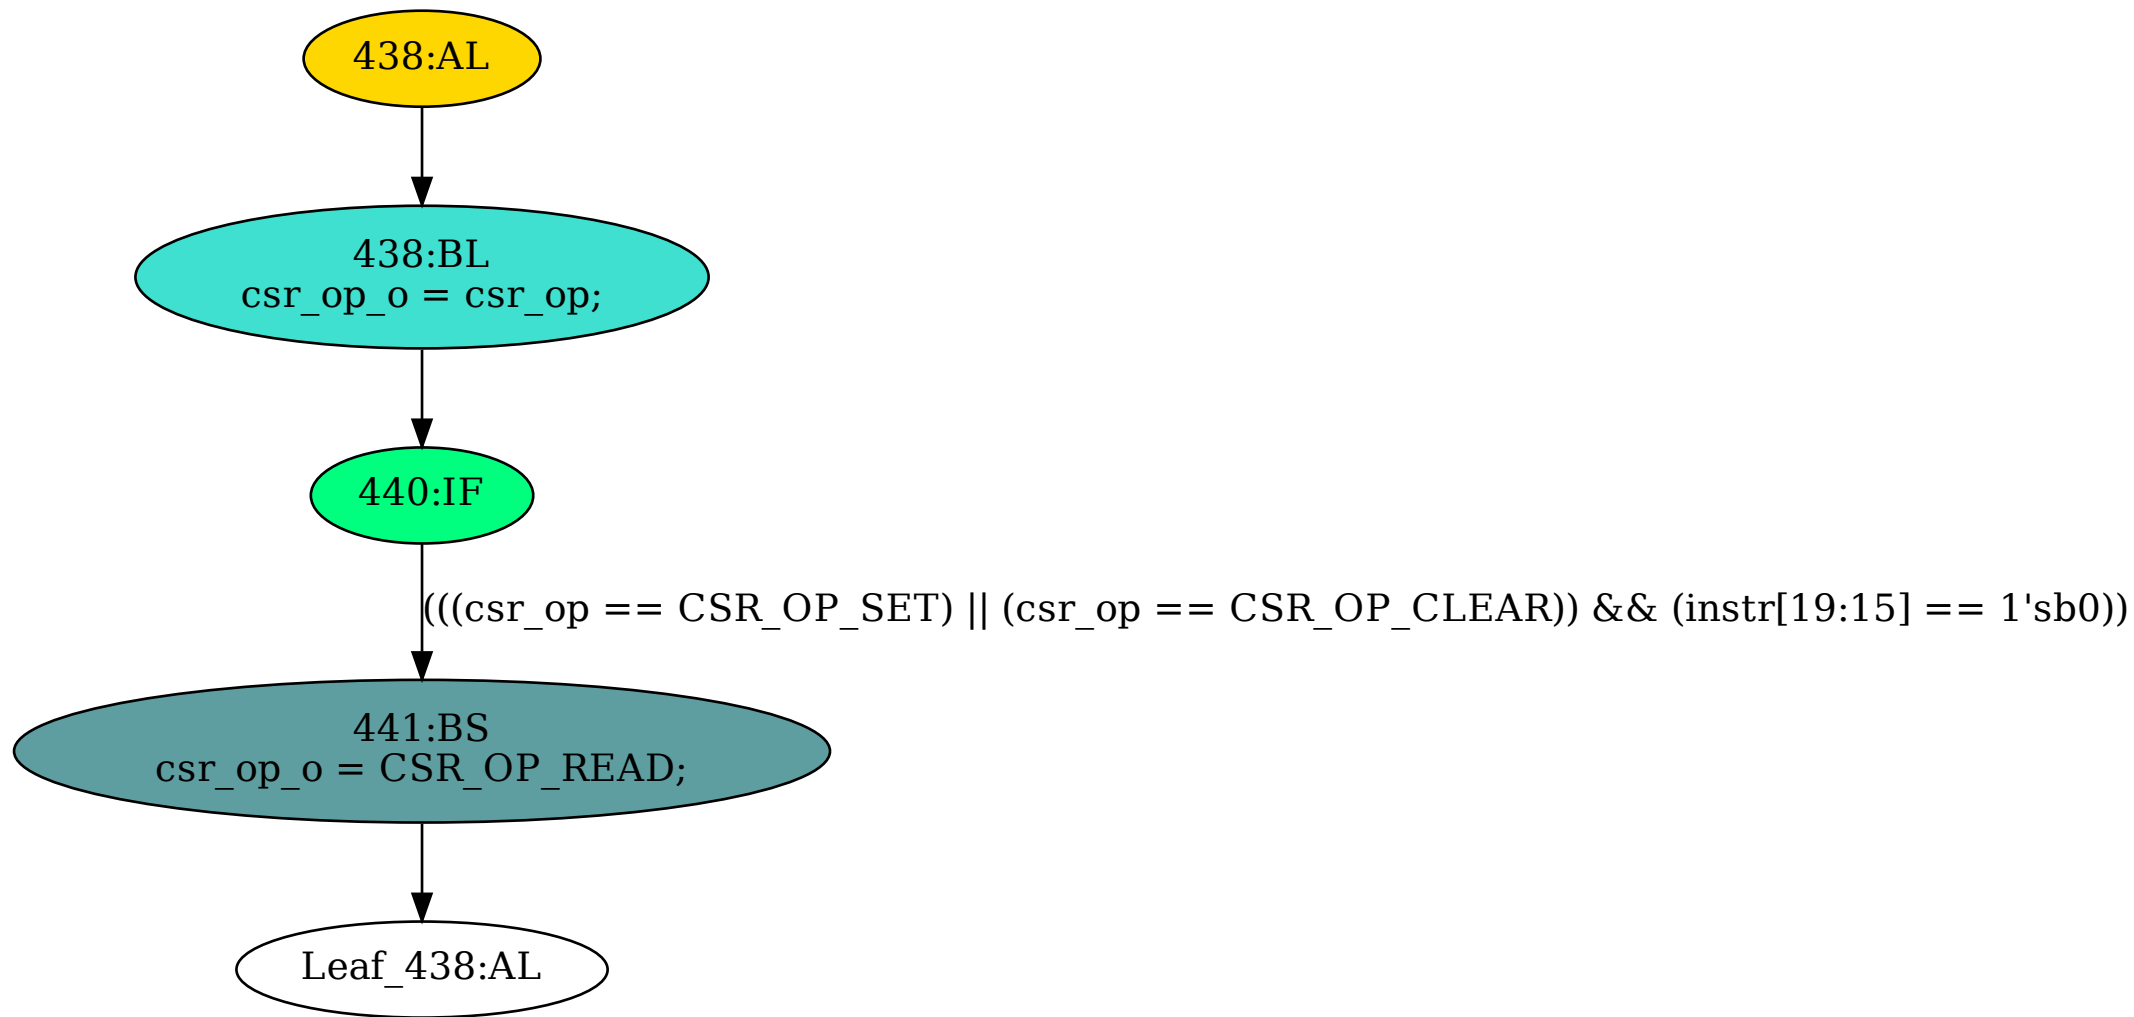 438:AL
438:BL
csr_op_o = csr_op;
440:IF
(((csr_op == CSR_OP_SET) || (csr_op == CSR_OP_CLEAR)) && (instr[19:15] == 1'sb0))
441:BS
csr_op_o = CSR_OP_READ;
Leaf_438:AL